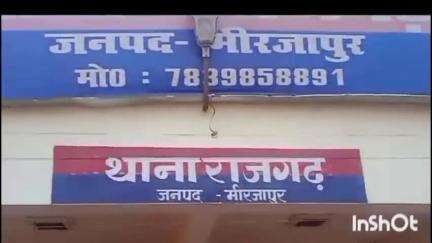 जनपद- मीरजापुर
मो0 : 7839858891
थाना राजगढ़
जनपद - मीरजापुर
InShOt